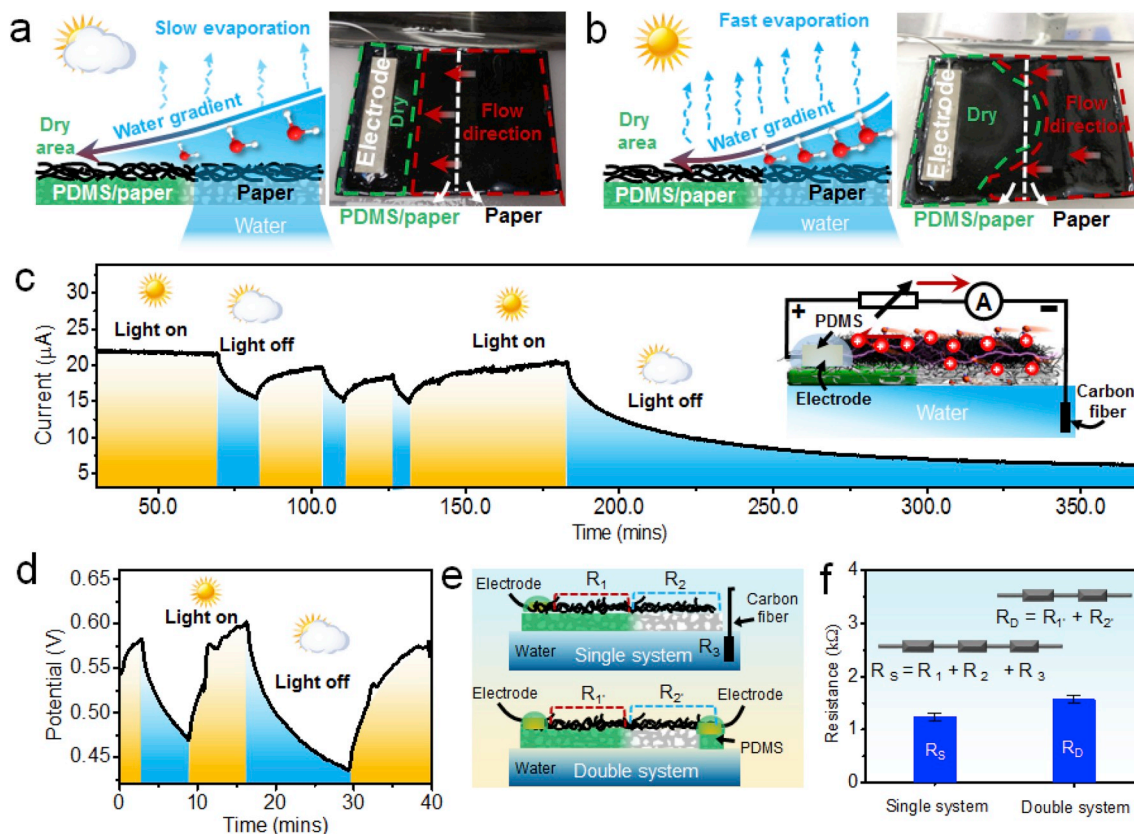 a
Slow evaporation
Water gradient
Dry
area
PDMS/paper
Paper
Water
Electrode
Dry
Flow
direction
PDMS/paper
Paper
b
Fast evaporation
Water gradient
Dry
area
PDMS/paper
Paper
water
Electrode
Dry
Flow
direction
PDMS/paper
Paper
c
Current (µA)
30
25
20
15
10
5
Light on
Light off
Light on
Light off
50.0
100.0
150.0
200.0
250.0
300.0
350.0
Time (mins)
A
+
-
PDMS
Electrode
Water
Carbon
fiber
d
Potential (V)
0.65
0.60
0.55
0.50
0.45
Light on
Light off
0
10
20
30
40
Time (mins)
e
Electrode
R1
R2
Carbon
fiber
R3
Water
Single system
Electrode
R1'
R2'
Electrode
PDMS
Water
Double system
f
Resistance (kΩ)
4
3
2
1
0
RD = R1' + R2'
RS = R1 + R2 + R3
RS
RD
Single system
Double system